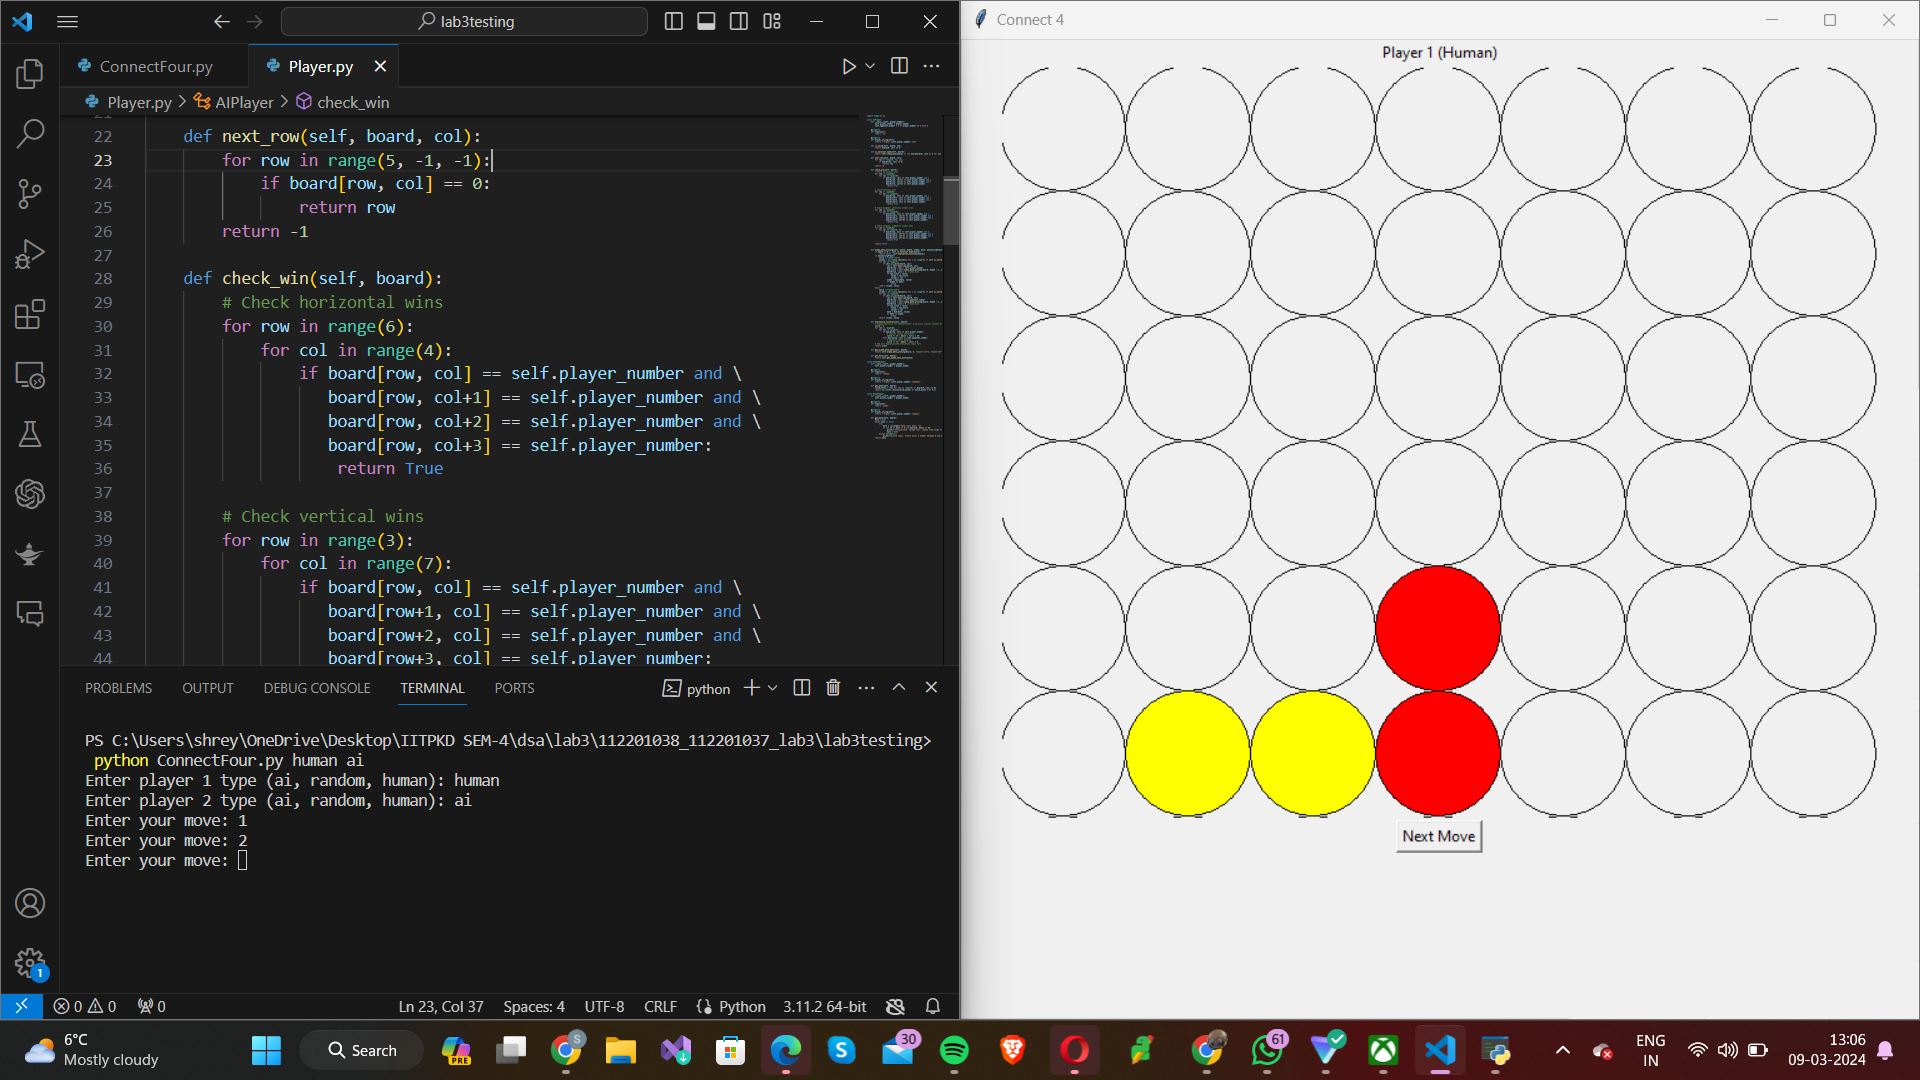 lab3testing
ConnectFour.py
Player.py
Player.py > AIPlayer > check_win
21
22 def next_row(self, board, col):
23 for row in range(5, -1, -1):
24 if board[row, col] == 0:
25 return row
26 return -1
27
28 def check_win(self, board):
29 # Check horizontal wins
30 for row in range(6):
31 for col in range(4):
32 if board[row, col] == self.player_number and \
33 board[row, col+1] == self.player_number and \
34 board[row, col+2] == self.player_number and \
35 board[row, col+3] == self.player_number:
36 return True
37
38 # Check vertical wins
39 for row in range(3):
40 for col in range(7):
41 if board[row, col] == self.player_number and \
42 board[row+1, col] == self.player_number and \
43 board[row+2, col] == self.player_number and \
44 board[row+3, col] == self.player_number:
PROBLEMS OUTPUT DEBUG CONSOLE TERMINAL PORTS python
PS C:\Users\shrey\OneDrive\Desktop\IITPKD SEM-4\dsa\lab3\112201038_112201037_lab3\lab3testing>
python ConnectFour.py human ai
Enter player 1 type (ai, random, human): human
Enter player 2 type (ai, random, human): ai
Enter your move: 1
Enter your move: 2
Enter your move:
1
0 0 0 Ln 23, Col 37 Spaces: 4 UTF-8 CRLF Python 3.11.2 64-bit
Connect 4
Player 1 (Human)
Next Move
6°C
Mostly cloudy
Search
PRE
S
30
61
ENG
IN
13:06
09-03-2024